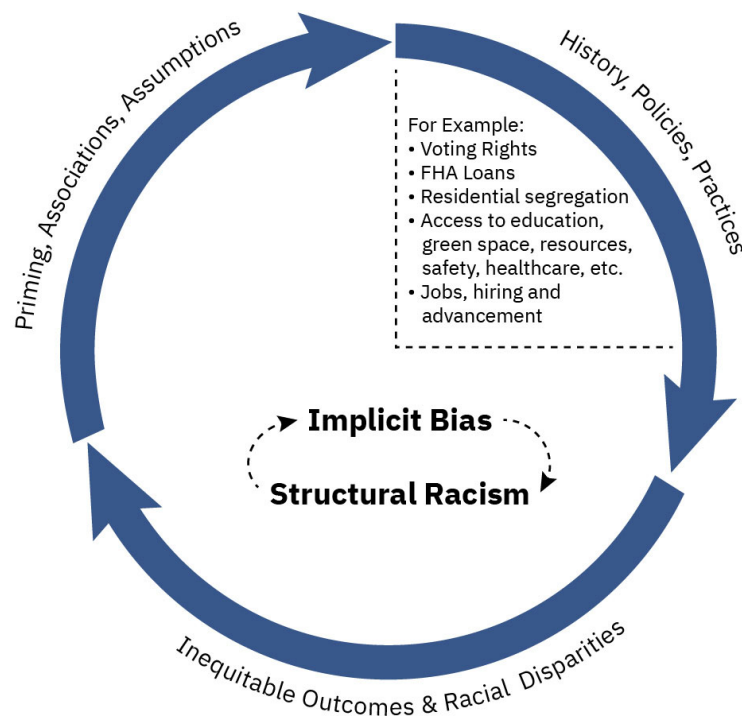 Priming, Associations, Assumptions
History, Policies, Practices
For Example:
• Voting Rights
• FHA Loans
• Residential segregation
• Access to education,
green space, resources,
safety, healthcare, etc.
• Jobs, hiring and
advancement
Implicit Bias
Structural Racism
Inequitable Outcomes & Racial Disparities